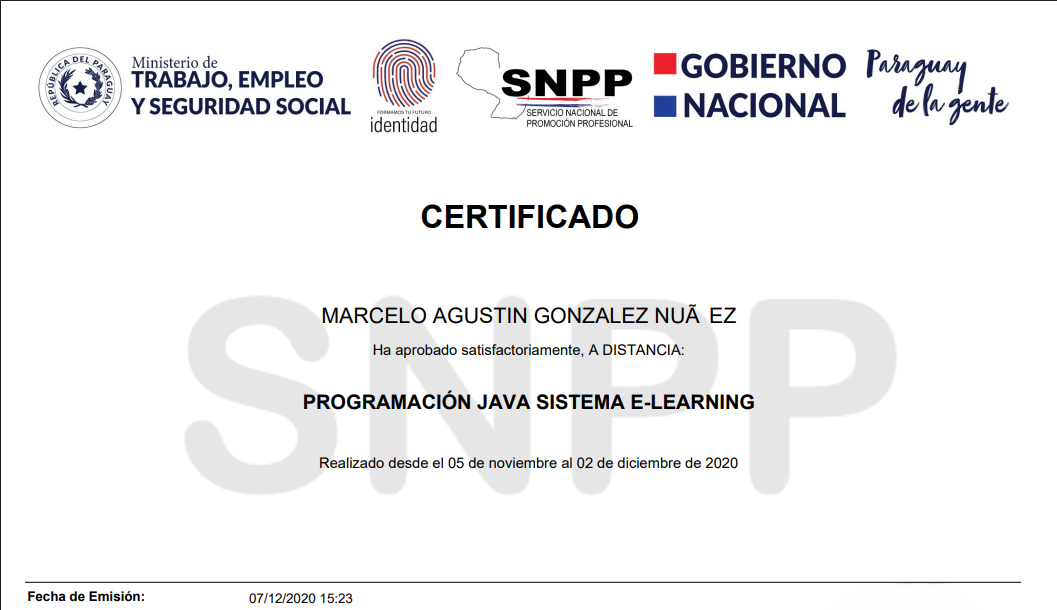 REPÚBLICA DEL PARAGUAY
Ministerio de
TRABAJO, EMPLEO
Y SEGURIDAD SOCIAL
FORMAMOS TU FUTURO
identidad
SNPP
SERVICIO NACIONAL DE
PROMOCIÓN PROFESIONAL
GOBIERNO
NACIONAL
Paraguay
de la gente
CERTIFICADO
SNPP
MARCELO AGUSTIN GONZALEZ NUÃ EZ
Ha aprobado satisfactoriamente, A DISTANCIA:
PROGRAMACIÓN JAVA SISTEMA E-LEARNING
Realizado desde el 05 de noviembre al 02 de diciembre de 2020
Fecha de Emisión: 07/12/2020 15:23